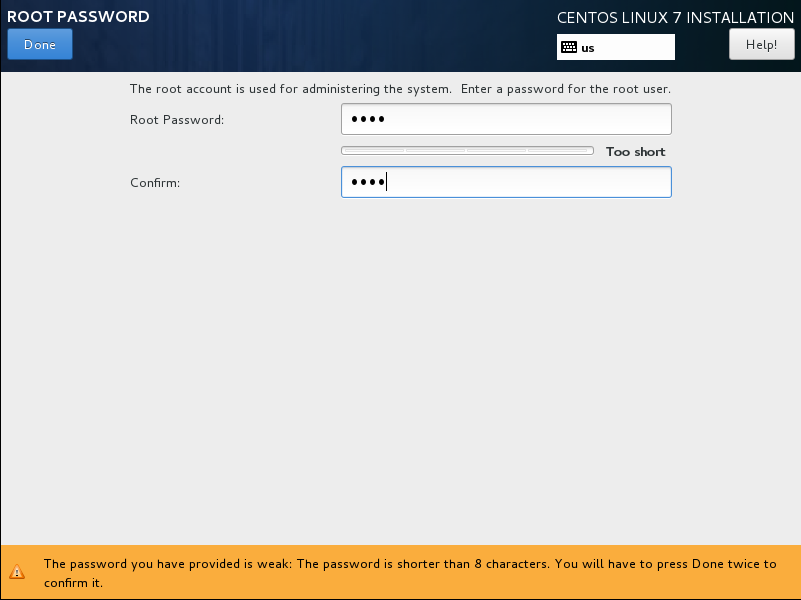 ROOT PASSWORD
CENTOS LINUX 7 INSTALLATION
Done
us
Help!
The root account is used for administering the system. Enter a password for the root user.
Root Password:
••••
Too short
Confirm:
••••
The password you have provided is weak: The password is shorter than 8 characters. You will have to press Done twice to
confirm it.